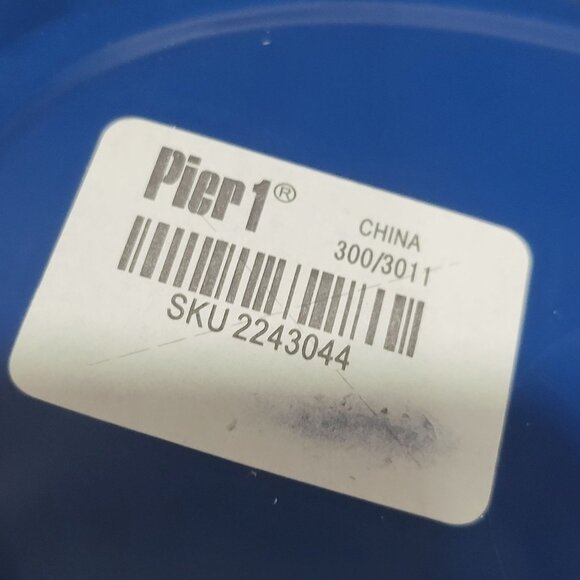 Pier 1®
CHINA
300/3011
SKU 2243044